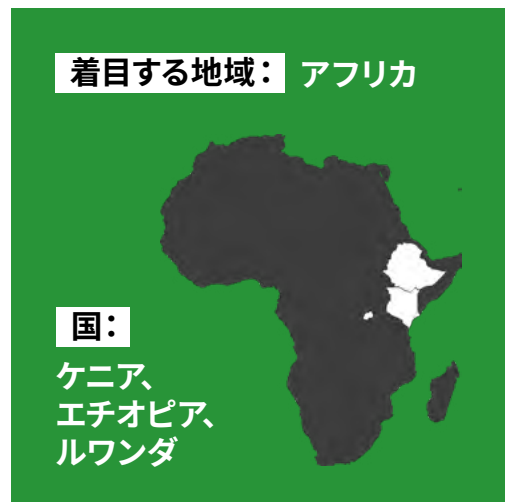 着目する地域： アフリカ
国：
ケニア、
エチオピア、
ルワンダ